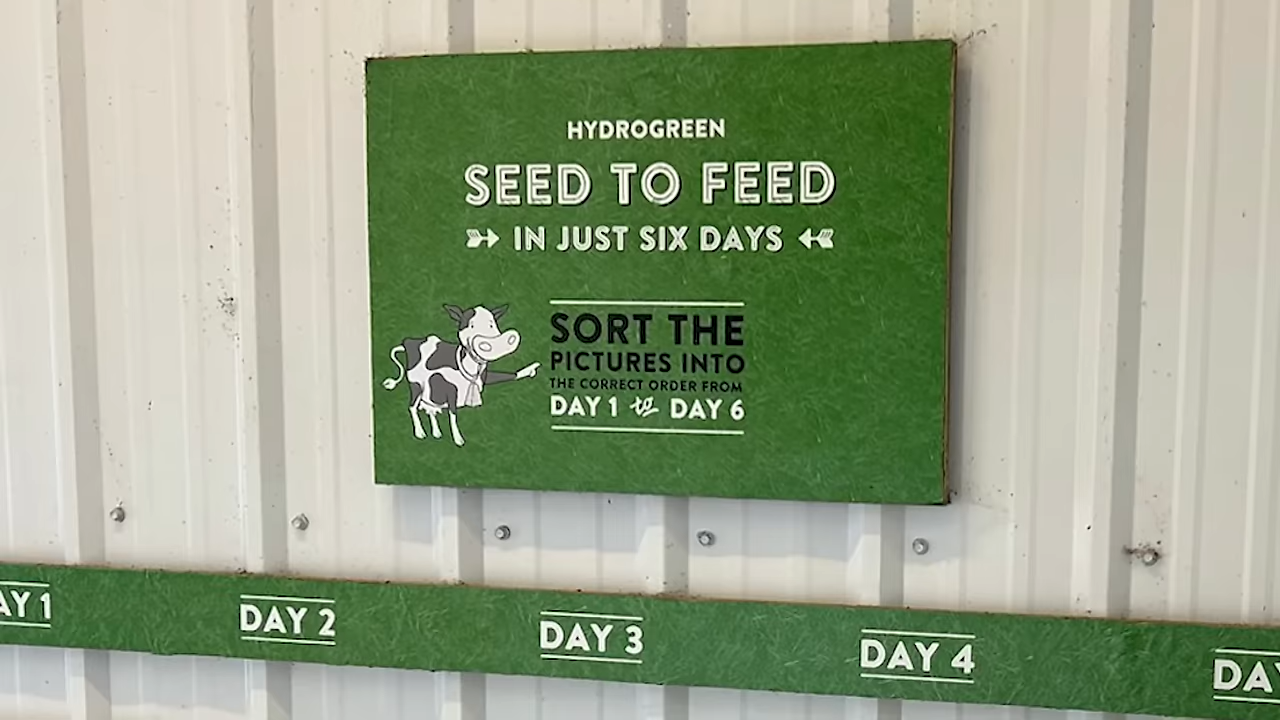 HYDROGREEN
SEED TO FEED
IN JUST SIX DAYS
SORT THE
PICTURES INTO
THE CORRECT ORDER FROM
DAY 1 to DAY 6
AY 1
DAY 2
DAY 3
DAY 4
DAY